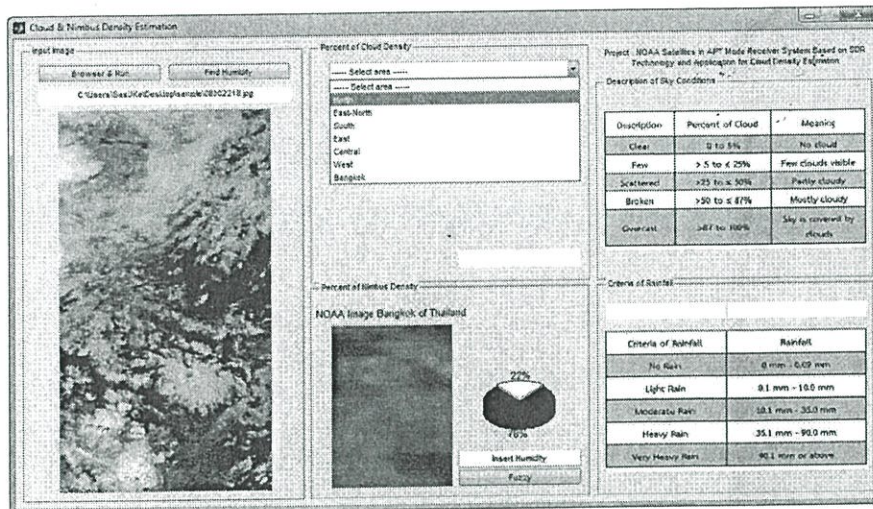 Cloud & Nimbus Density Estimation
Input Image
Browser & Run
Find Humidity
Percent of Cloud Density
----- Select area -----
----- Select area -----
East-North
South
East
Central
West
Bangkok
Percent of Nimbus Density
NOAA Image Bangkok of Thailand
22%
78%
Insert Humidity
Fuzzy
Project : NOAA Satellites in APT Mode Receiver System Based on SDR
Technology and Application for Cloud Density Estimation
Description of Sky Conditions
Description Percent of Cloud Meaning
Clear 0 to 5% No cloud
Few > 5 to ≤ 25% Few clouds visible
Scattered >25 to ≤ 50% Partly cloudy
Broken >50 to ≤ 87% Mostly cloudy
Overcast >87 to 100% Sky is covered by
clouds
Criteria of Rainfall
Criteria of Rainfall Rainfall
No Rain 0 mm - 0.09 mm
Light Rain 0.1 mm - 10.0 mm
Moderate Rain 10.1 mm - 35.0 mm
Heavy Rain 35.1 mm - 90.0 mm
Very Heavy Rain 90.1 mm or above